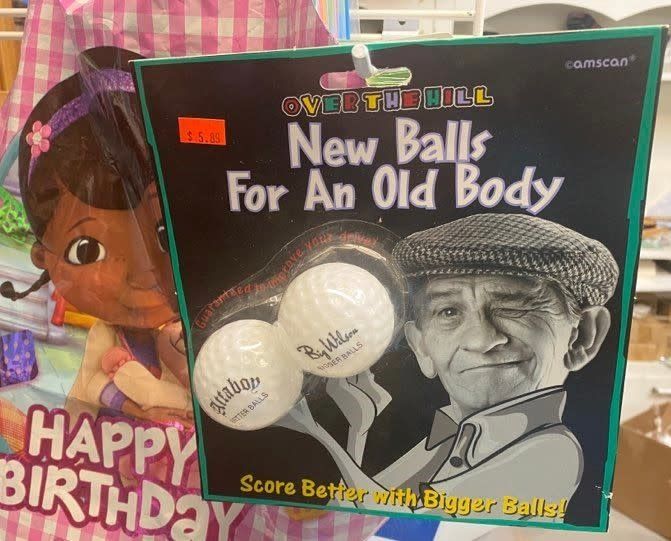 ©amscan®
OVER THE HILL
$5.89
New Balls
For An Old Body
Guaranteed to improve your drive!
Big Wilson
BIGGER BALLS
Attaboy
BETTER BALLS
Score Better with Bigger Balls!
HAPPY
BIRTHDAY